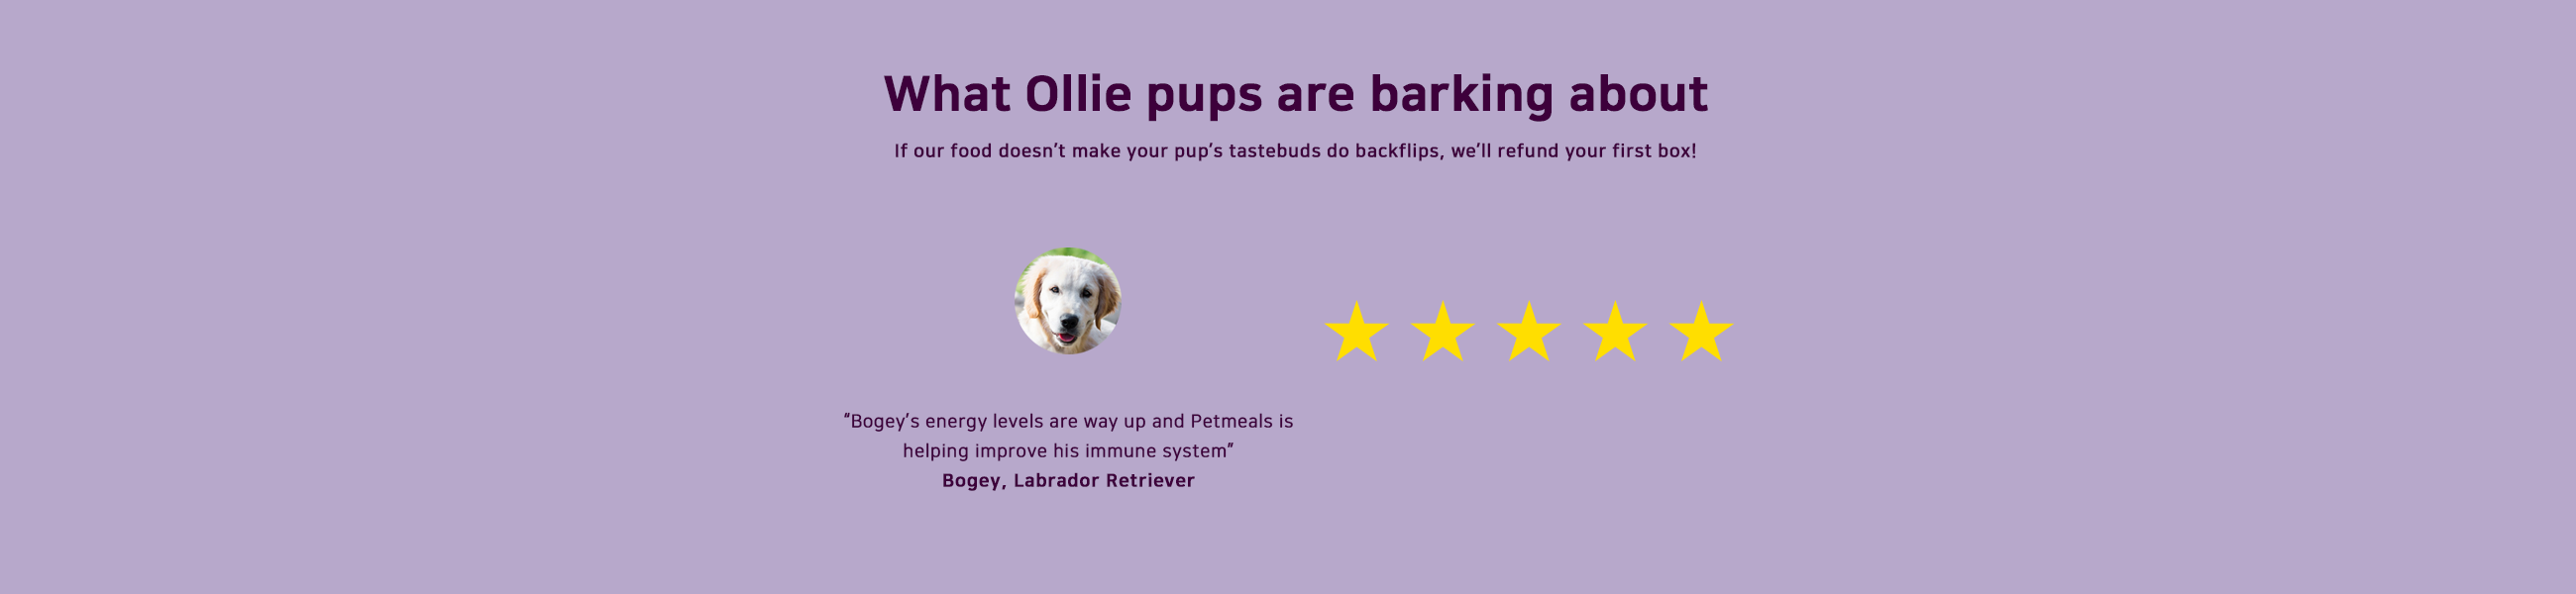 What Ollie pups are barking about
If our food doesn’t make your pup’s tastebuds do backflips, we’ll refund your first box!
“Bogey’s energy levels are way up and Petmeals is
helping improve his immune system”
Bogey, Labrador Retriever